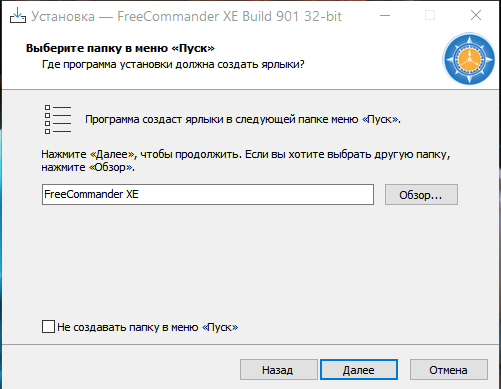 Установка — FreeCommander XE Build 901 32-bit
Выберите папку в меню «Пуск»
Где программа установки должна создать ярлыки?
Программа создаст ярлыки в следующей папке меню «Пуск».
Нажмите «Далее», чтобы продолжить. Если вы хотите выбрать другую папку,
нажмите «Обзор».
FreeCommander XE
Обзор...
Не создавать папку в меню «Пуск»
Назад
Далее
Отмена